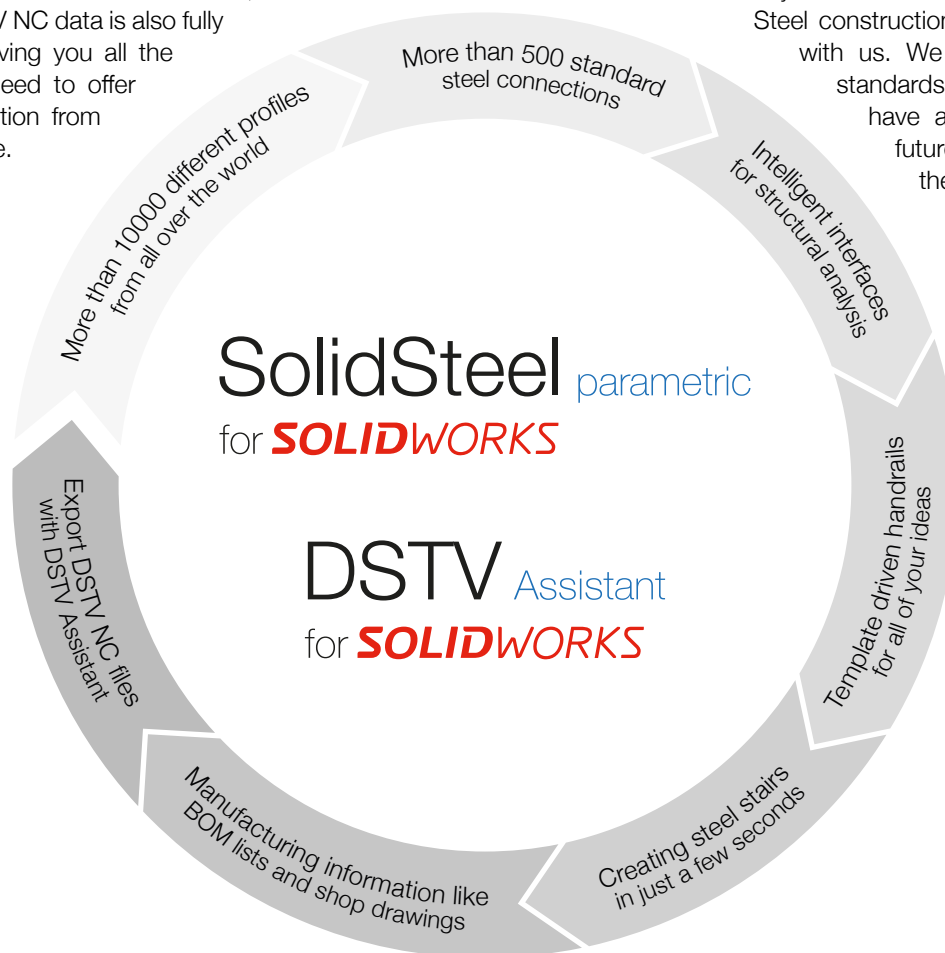 V NC data is also fully
ving you all the
eed to offer
tion from
e.
Steel construction
with us. We
standards
have a
future
the
More than 10000 different profiles
from all over the world
More than 500 standard
steel connections
Intelligent interfaces
for structural analysis
Template driven handrails
for all of your ideas
Creating steel stairs
in just a few seconds
Manufacturing information like
BOM lists and shop drawings
Export DSTV NC files
with DSTV Assistant
SolidSteel parametric
for SOLIDWORKS
DSTV Assistant
for SOLIDWORKS